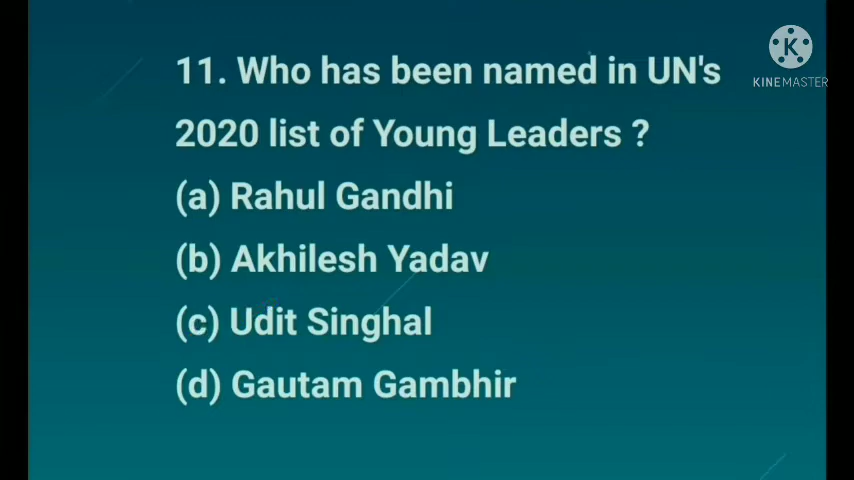 11. Who has been named in UN's
2020 list of Young Leaders ?
(a) Rahul Gandhi
(b) Akhilesh Yadav
(c) Udit Singhal
(d) Gautam Gambhir
K
KINEMASTER